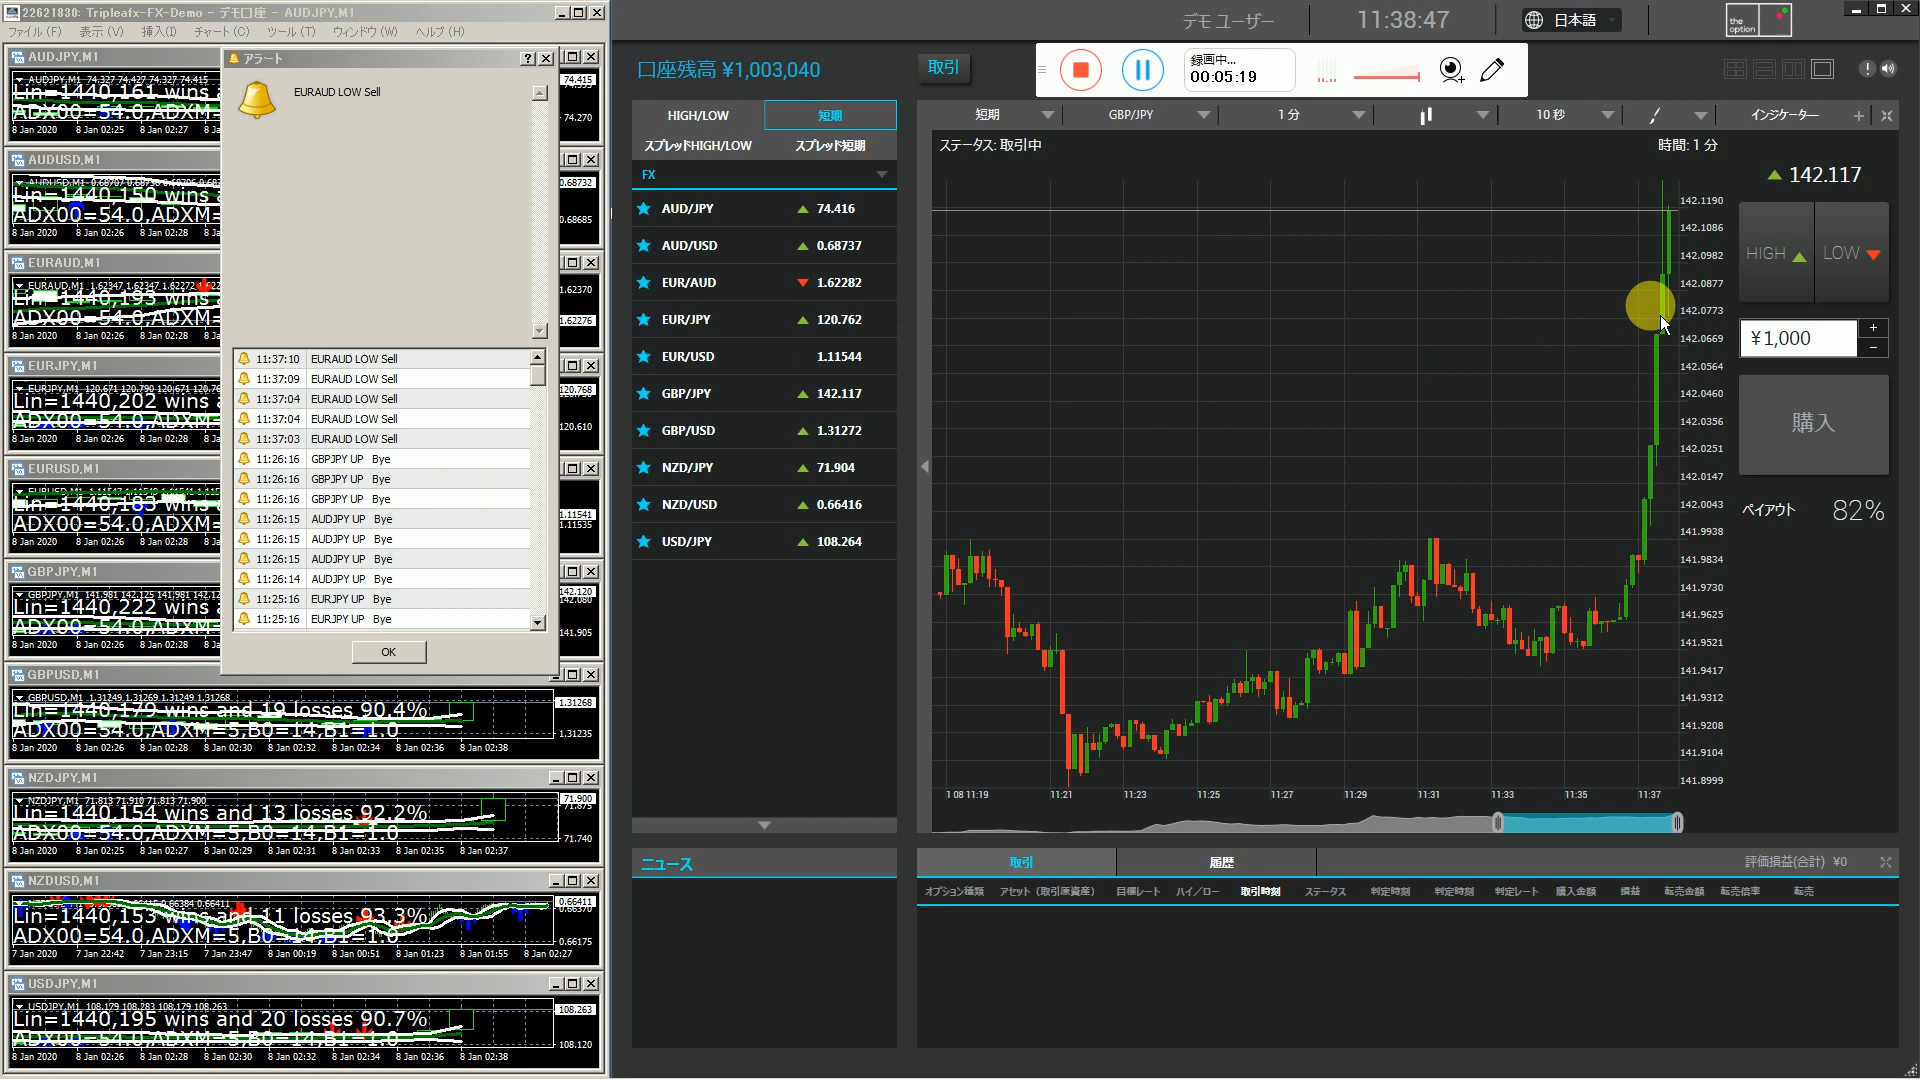 22621830: Tripleafx-FX-Demo - デモ口座 - AUDJPY,M1
ファイル (F) 表示 (V) 挿入(I) チャート (C) ツール (T) ウィンドウ (W) ヘルプ (H)
AUDJPY,M1
AUDJPY,M1 74.327 74.427 74.327 74.415
Lin=1440,161 wins
74.415
74.270
8 Jan 2020 8 Jan 02:25 8 Jan 02:27
AUDUSD,M1
Lin=1440,150 wins
ADX00=54.0,ADXM=
0.68732
0.68685
8 Jan 2020 8 Jan 02:26 8 Jan 02:28
EURAUD,M1
Lin=1440,193 wins
ADX00=54.0,ADXM=
1.62370
1.62276
8 Jan 2020 8 Jan 02:26 8 Jan 02:28
EURJPY,M1
EURJPY,M1 120.671 120.790 120.671 120.76
Lin=1440,202 wins
ADX00=54.0,ADXM=
120.768
120.610
8 Jan 2020 8 Jan 02:26 8 Jan 02:28
EURUSD,M1
Lin=1440,183 wins
ADX00=54.0,ADXM=
1.11541
1.11535
8 Jan 2020 8 Jan 02:26 8 Jan 02:28
GBPJPY,M1
GBPJPY,M1 141.981 142.125 141.981 142.12
Lin=1440,222 wins
ADX00=54.0,ADXM=
142.120
142.080
141.905
8 Jan 2020 8 Jan 02:26 8 Jan 02:28
GBPUSD,M1
GBPUSD,M1 1.31249 1.31269 1.31249 1.31268
Lin=1440,179 wins and 19 losses 90.4%
ADX00=54.0,ADXM=5,B0=14,B1=1.0
1.31268
1.31235
8 Jan 2020 8 Jan 02:26 8 Jan 02:28 8 Jan 02:30 8 Jan 02:32 8 Jan 02:34 8 Jan 02:36 8 Jan 02:38
NZDJPY,M1
NZDJPY,M1 71.813 71.910 71.813 71.900
Lin=1440,154 wins and 13 losses 92.2%
ADX00=54.0,ADXM=5,B0=14,B1=1.0
71.900
71.875
71.740
8 Jan 2020 8 Jan 02:25 8 Jan 02:27 8 Jan 02:29 8 Jan 02:31 8 Jan 02:33 8 Jan 02:35 8 Jan 02:37
NZDUSD,M1
Lin=1440,153 wins and 11 losses 93.3%
ADX00=54.0,ADXM=5,B0=14,B1=1.0
0.66411
0.66370
0.66175
7 Jan 2020 7 Jan 22:42 7 Jan 23:15 7 Jan 23:47 8 Jan 00:19 8 Jan 00:51 8 Jan 01:23 8 Jan 01:55 8 Jan 02:27
USDJPY,M1
USDJPY,M1 108.179 108.283 108.179 108.263
Lin=1440,195 wins and 20 losses 90.7%
ADX00=54.0,ADXM=5,B0=14,B1=1.0
108.263
108.120
8 Jan 2020 8 Jan 02:26 8 Jan 02:28 8 Jan 02:30 8 Jan 02:32 8 Jan 02:34 8 Jan 02:36 8 Jan 02:38
アラート
EURAUD LOW Sell
11:37:10 EURAUD LOW Sell
11:37:09 EURAUD LOW Sell
11:37:04 EURAUD LOW Sell
11:37:04 EURAUD LOW Sell
11:37:03 EURAUD LOW Sell
11:26:16 GBPJPY UP Bye
11:26:16 GBPJPY UP Bye
11:26:16 GBPJPY UP Bye
11:26:15 AUDJPY UP Bye
11:26:15 AUDJPY UP Bye
11:26:15 AUDJPY UP Bye
11:26:14 AUDJPY UP Bye
11:25:16 EURJPY UP Bye
11:25:16 EURJPY UP Bye
OK
デモ ユーザー
11:38:47
日本語
the option
口座残高 ¥1,003,040
取引
録画中...
00:05:19
HIGH/LOW 短期
スプレッドHIGH/LOW スプレッド短期
FX
AUD/JPY 74.416
AUD/USD 0.68737
EUR/AUD 1.62282
EUR/JPY 120.762
EUR/USD 1.11544
GBP/JPY 142.117
GBP/USD 1.31272
NZD/JPY 71.904
NZD/USD 0.66416
USD/JPY 108.264
ニュース
短期 GBP/JPY 1 分 10 秒 インジケーター
ステータス: 取引中
時間: 1 分
142.1190
142.1086
142.0982
142.0877
142.0773
142.0669
142.0564
142.0460
142.0356
142.0251
142.0147
142.0043
141.9938
141.9834
141.9730
141.9625
141.9521
141.9417
141.9312
141.9208
141.9104
141.8999
1 08 11:19 11:21 11:23 11:25 11:27 11:29 11:31 11:33 11:35 11:37
142.117
HIGH LOW
¥1,000
+
−
購入
ペイアウト 82%
取引 履歴 評価損益(合計) ¥0
オプション種類 アセット (取引原資産) 目標レート ハイ／ロー 取引時刻 ステータス 判定時刻 判定時刻 判定レート 購入金額 損益 転売金額 転売倍率 転売